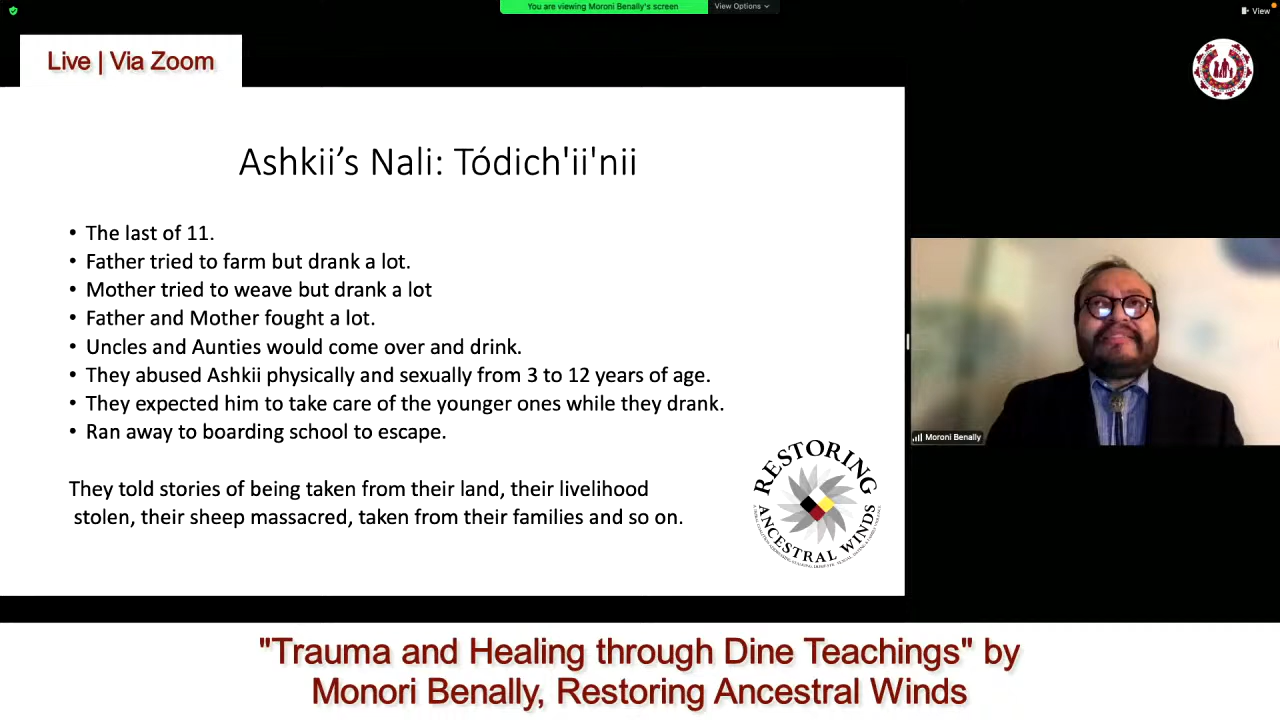 You are viewing Moroni Benally's screen
View Options
View
Live | Via Zoom
Ashkii's Nali: Tódich'ii'nii
• The last of 11.
• Father tried to farm but drank a lot.
• Mother tried to weave but drank a lot
• Father and Mother fought a lot.
• Uncles and Aunties would come over and drink.
• They abused Ashkii physically and sexually from 3 to 12 years of age.
• They expected him to take care of the younger ones while they drank.
• Ran away to boarding school to escape.
They told stories of being taken from their land, their livelihood
stolen, their sheep massacred, taken from their families and so on.
RESTORING
ANCESTRAL WINDS
Moroni Benally
"Trauma and Healing through Dine Teachings" by
Monori Benally, Restoring Ancestral Winds